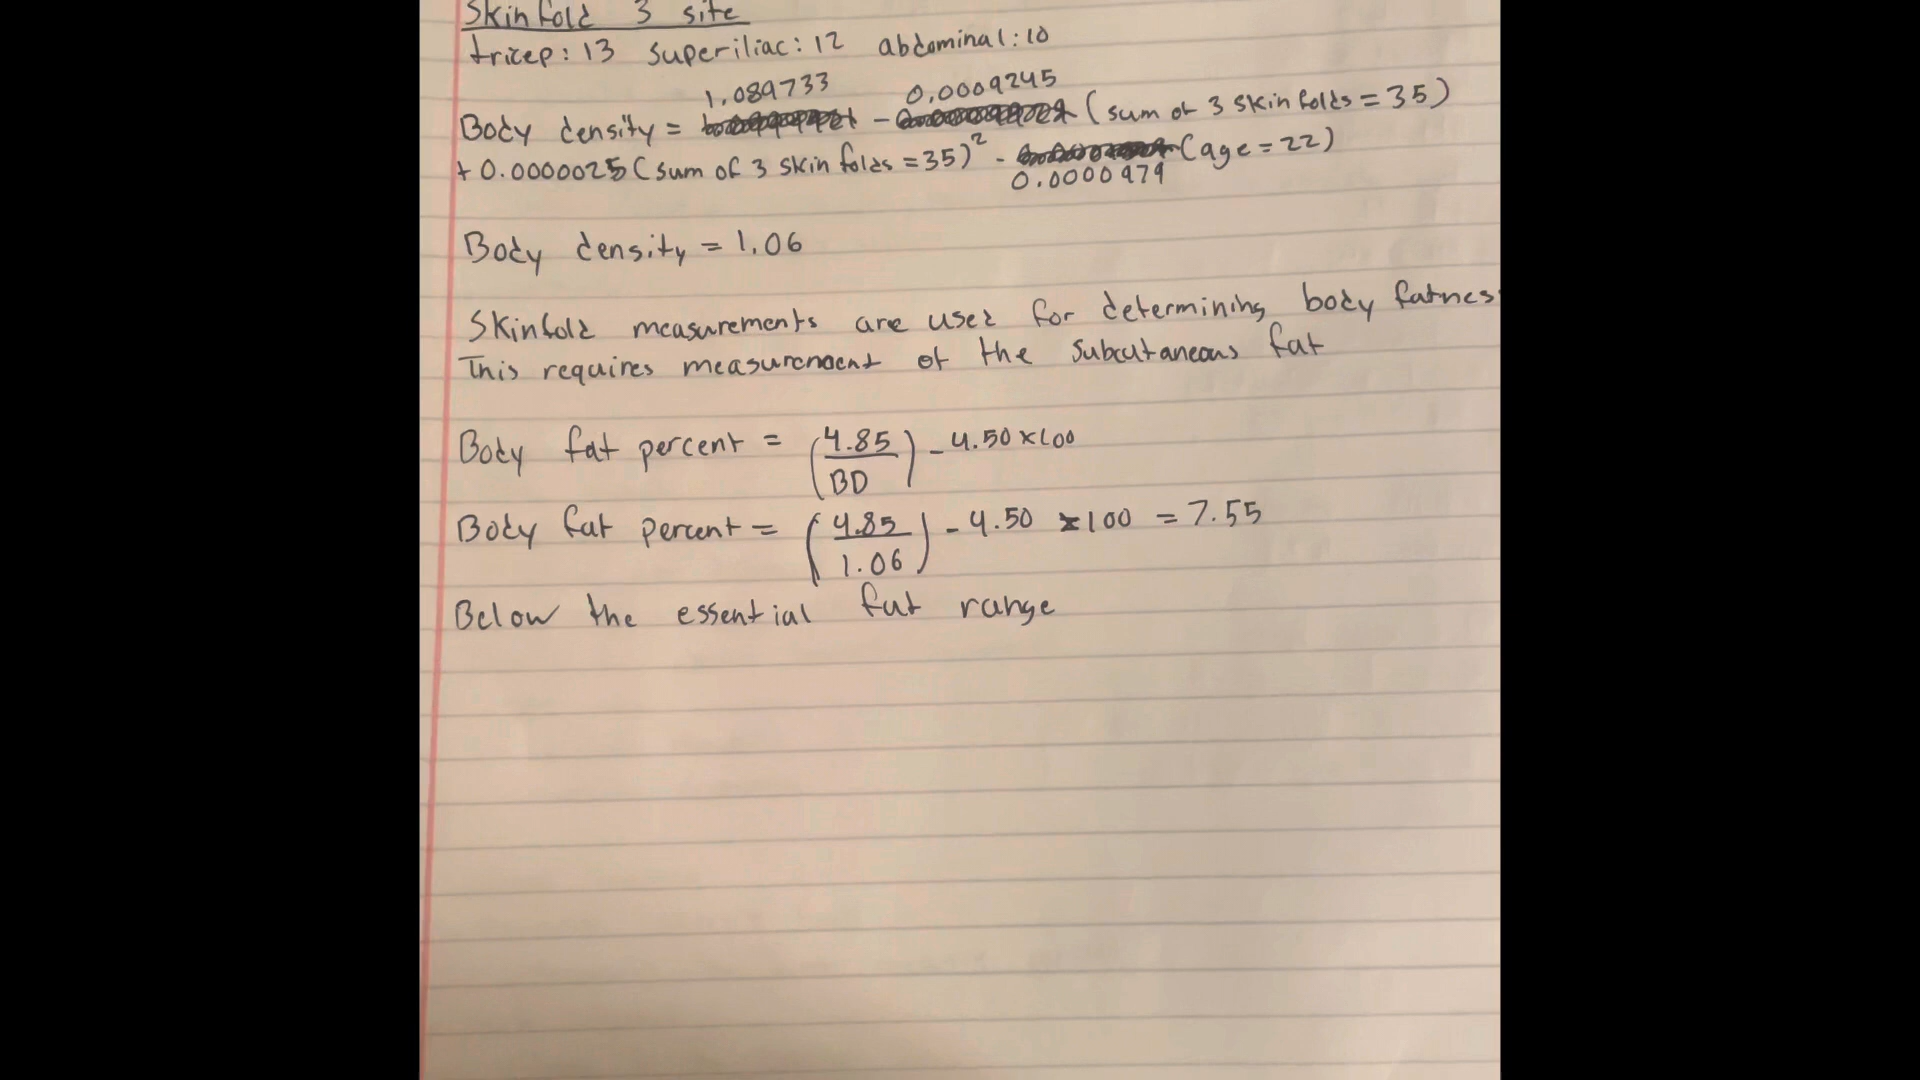 Skinfold 3 site
tricep: 13 superiliac: 12 abdominal: 10
1.089733 0.0009245
Body density = - (sum of 3 skin folds = 35)
+ 0.0000025 (sum of 3 skin folds = 35)² - (age = 22)
0.0000979
Body density = 1.06
Skinfold measurements are used for determining body fatnes
This requires measurement of the subcutaneous fat
Body fat percent = (4.85/BD) - 4.50 x 100
Body fat percent = (4.85/1.06) - 4.50 x 100 = 7.55
Below the essential fat range